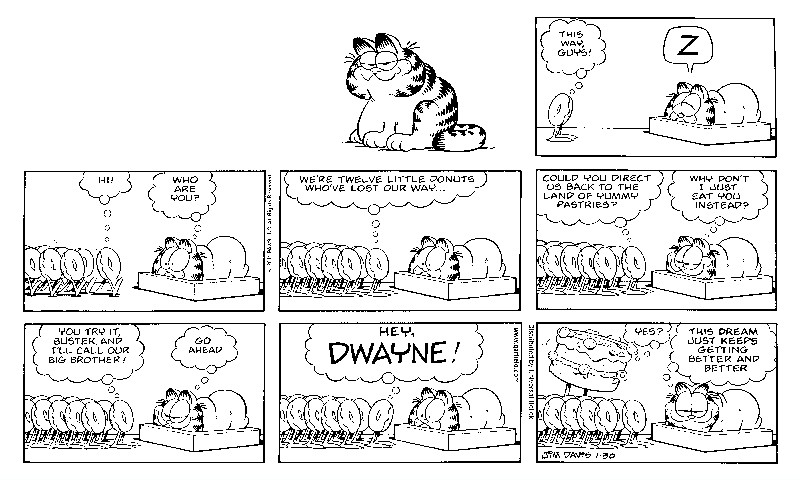 THIS
WAY,
GUYS!
Z
HI!
WHO
ARE
YOU?
WE'RE TWELVE LITTLE DONUTS
WHO'VE LOST OUR WAY...
COULD YOU DIRECT
US BACK TO THE
LAND OF YUMMY
PASTRIES?
WHY DON'T
I JUST
EAT YOU
INSTEAD?
YOU TRY IT,
BUSTER, AND
I'LL CALL OUR
BIG BROTHER!
GO
AHEAD
HEY,
DWAYNE!
YES?
THIS DREAM
JUST KEEPS
GETTING
BETTER AND
BETTER
JIM DAVIS 1-30